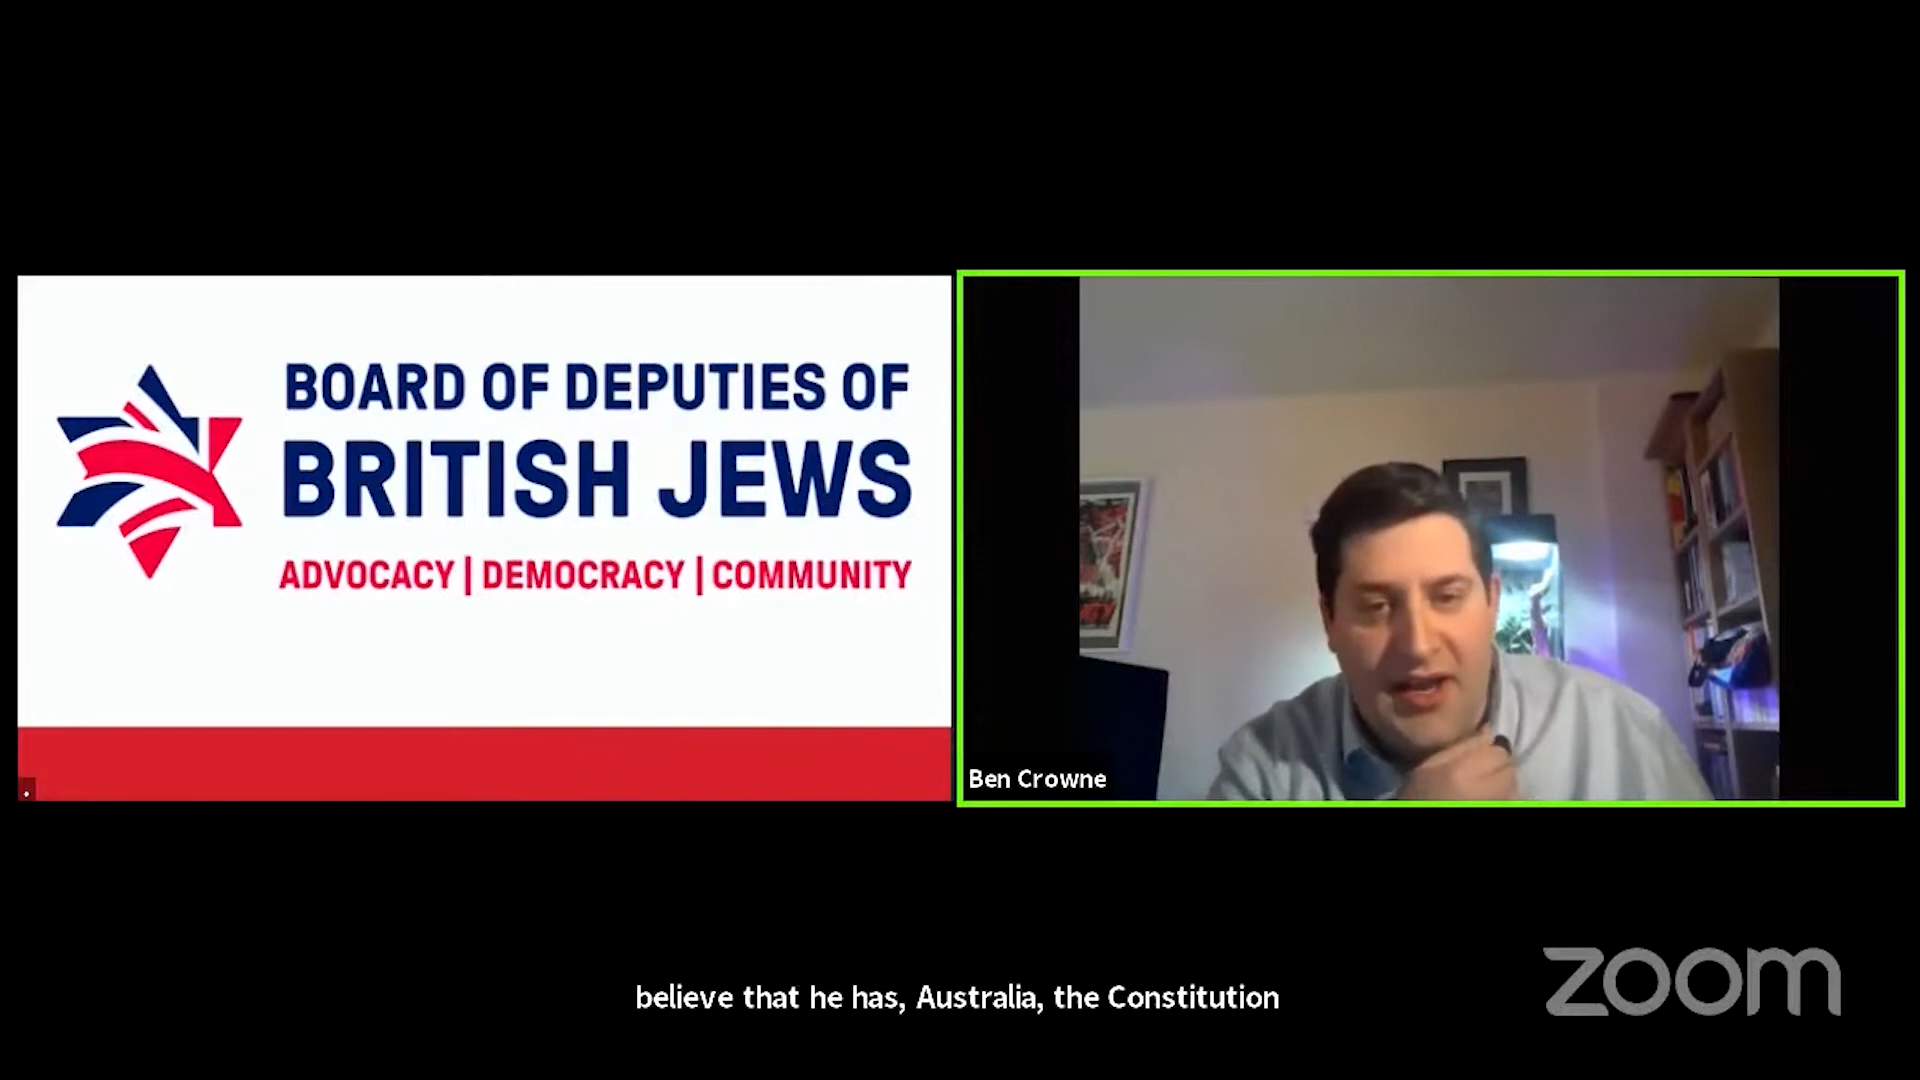 BOARD OF DEPUTIES OF
BRITISH JEWS
ADVOCACY | DEMOCRACY | COMMUNITY
Ben Crowne
believe that he has, Australia, the Constitution
zoom